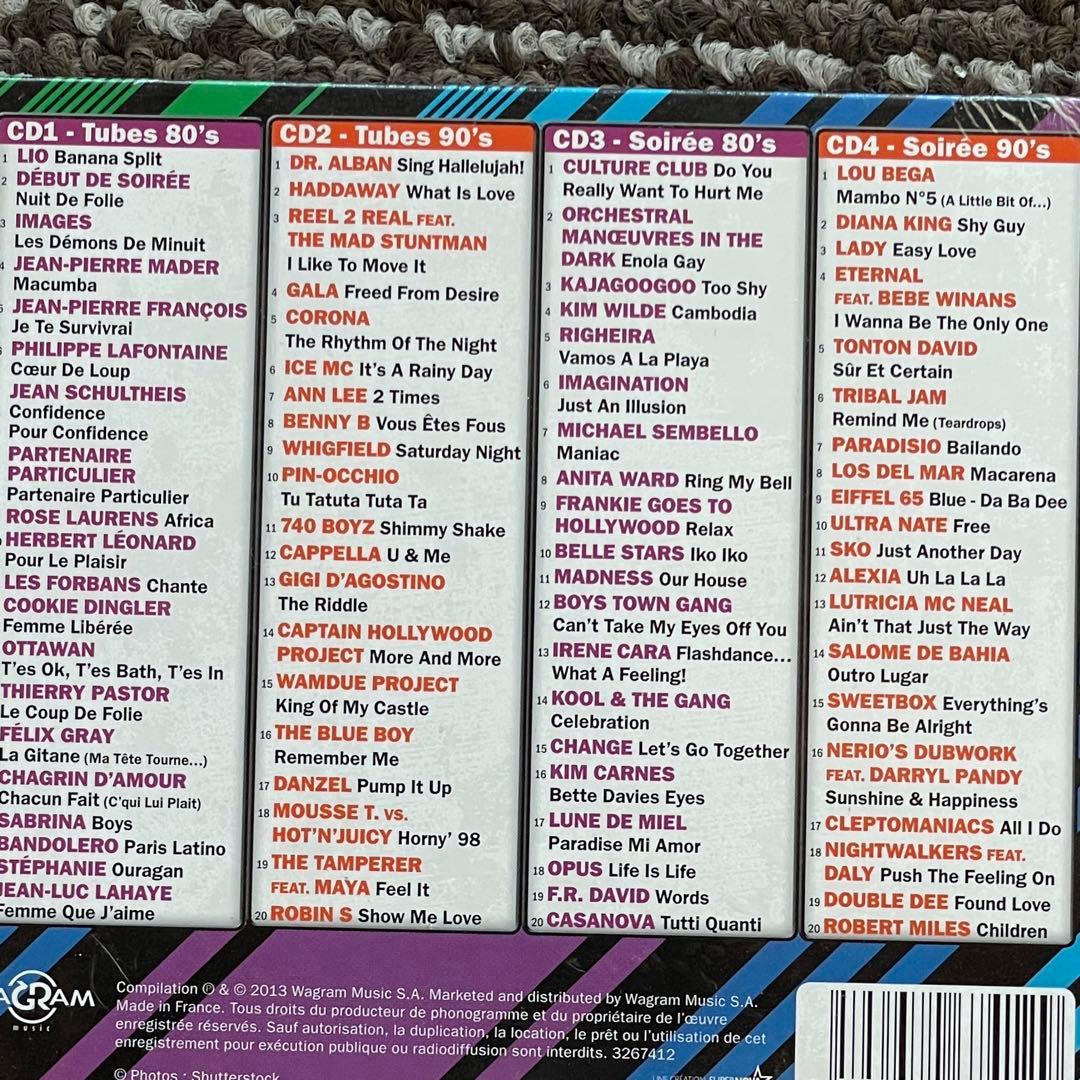 CD1 - Tubes 80's
1 LIO Banana Split
2 DÉBUT DE SOIRÉE
Nuit De Folie
3 IMAGES
Les Démons De Minuit
JEAN-PIERRE MADER
Macumba
JEAN-PIERRE FRANÇOIS
Je Te Survivrai
PHILIPPE LAFONTAINE
Cœur De Loup
JEAN SCHULTHEIS
Confidence
Pour Confidence
PARTENAIRE
PARTICULIER
Partenaire Particulier
ROSE LAURENS Africa
HERBERT LÉONARD
Pour Le Plaisir
LES FORBANS Chante
COOKIE DINGLER
Femme Libérée
OTTAWAN
T'es Ok, T'es Bath, T'es In
THIERRY PASTOR
Le Coup De Folie
FÉLIX GRAY
La Gitane (Ma Tête Tourne...)
CHAGRIN D'AMOUR
Chacun Fait (C'qui Lui Plait)
SABRINA Boys
BANDOLERO Paris Latino
STÉPHANIE Ouragan
JEAN-LUC LAHAYE
Femme Que J'aime
CD2 - Tubes 90's
1 DR. ALBAN Sing Hallelujah!
2 HADDAWAY What Is Love
3 REEL 2 REAL FEAT.
THE MAD STUNTMAN
I Like To Move It
4 GALA Freed From Desire
5 CORONA
The Rhythm Of The Night
6 ICE MC It's A Rainy Day
7 ANN LEE 2 Times
8 BENNY B Vous Êtes Fous
9 WHIGFIELD Saturday Night
10 PIN-OCCHIO
Tu Tatuta Tuta Ta
11 740 BOYZ Shimmy Shake
12 CAPPELLA U & Me
13 GIGI D'AGOSTINO
The Riddle
14 CAPTAIN HOLLYWOOD
PROJECT More And More
15 WAMDUE PROJECT
King Of My Castle
16 THE BLUE BOY
Remember Me
17 DANZEL Pump It Up
18 MOUSSE T. VS.
HOT'N'JUICY Horny' 98
19 THE TAMPERER
FEAT. MAYA Feel It
20 ROBIN S Show Me Love
CD3 - Soirée 80's
1 CULTURE CLUB Do You
Really Want To Hurt Me
2 ORCHESTRAL
MANŒUVRES IN THE
DARK Enola Gay
3 KAJAGOOGOO Too Shy
4 KIM WILDE Cambodia
5 RIGHEIRA
Vamos A La Playa
6 IMAGINATION
Just An Illusion
7 MICHAEL SEMBELLO
Maniac
8 ANITA WARD Ring My Bell
9 FRANKIE GOES TO
HOLLYWOOD Relax
10 BELLE STARS Iko Iko
11 MADNESS Our House
12 BOYS TOWN GANG
Can't Take My Eyes Off You
13 IRENE CARA Flashdance...
What A Feeling!
14 KOOL & THE GANG
Celebration
15 CHANGE Let's Go Together
16 KIM CARNES
Bette Davies Eyes
17 LUNE DE MIEL
Paradise Mi Amor
18 OPUS Life Is Life
19 F.R. DAVID Words
20 CASANOVA Tutti Quanti
CD4 - Soirée 90's
1 LOU BEGA
Mambo N°5 (A Little Bit Of...)
2 DIANA KING Shy Guy
3 LADY Easy Love
4 ETERNAL
FEAT. BEBE WINANS
I Wanna Be The Only One
5 TONTON DAVID
Sûr Et Certain
6 TRIBAL JAM
Remind Me (Teardrops)
7 PARADISIO Bailando
8 LOS DEL MAR Macarena
9 EIFFEL 65 Blue - Da Ba Dee
10 ULTRA NATE Free
11 SKO Just Another Day
12 ALEXIA Uh La La La
13 LUTRICIA MC NEAL
Ain't That Just The Way
14 SALOME DE BAHIA
Outro Lugar
15 SWEETBOX Everything's
Gonna Be Alright
16 NERIO'S DUBWORK
FEAT. DARRYL PANDY
Sunshine & Happiness
17 CLEPTOMANIACS All I Do
18 NIGHTWALKERS FEAT.
DALY Push The Feeling On
19 DOUBLE DEE Found Love
20 ROBERT MILES Children
AGRAM
music
Compilation ℗ & © 2013 Wagram Music S.A. Marketed and distributed by Wagram Music S.A.
Made in France. Tous droits du producteur de phonogramme et du propriétaire de l'œuvre
enregistrée réservés. Sauf autorisation, la duplication, la location, le prêt ou l'utilisation de cet
enregistrement pour exécution publique ou radiodiffusion sont interdits. 3267412
© Photos : Shutterstock
UNE CRÉATION